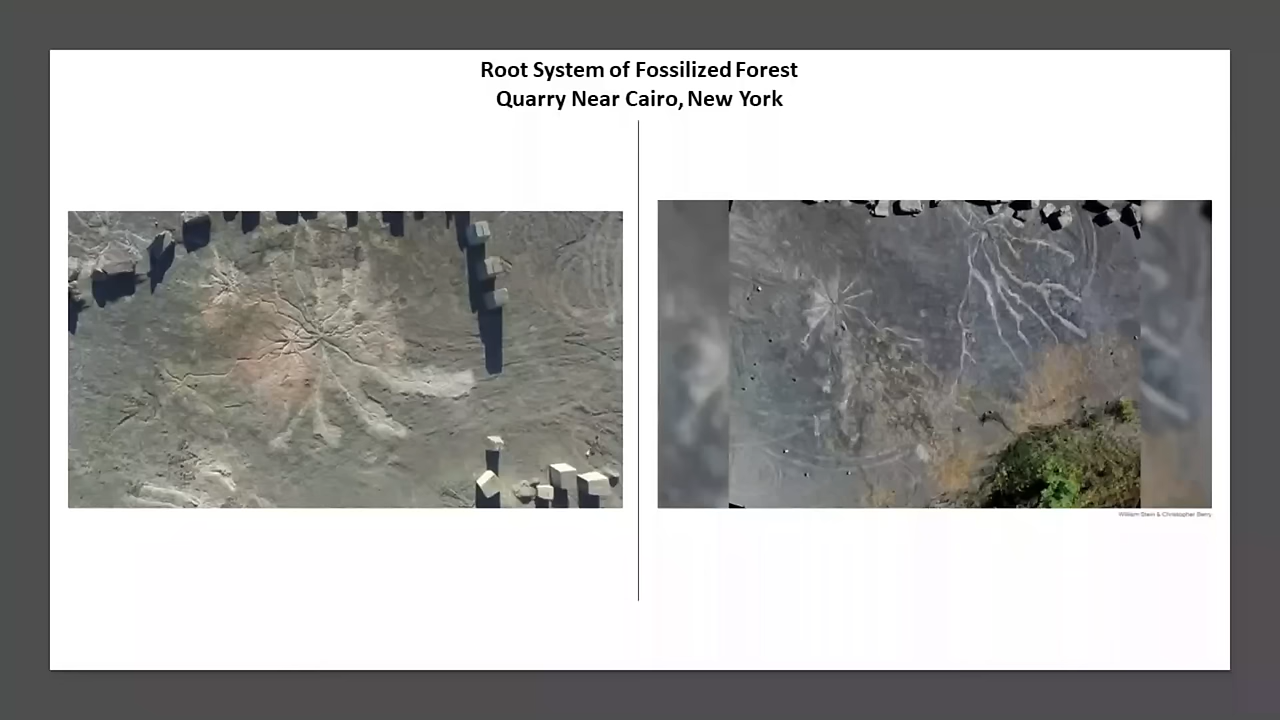 Root System of Fossilized Forest
Quarry Near Cairo, New York
William Stein & Christopher Berry